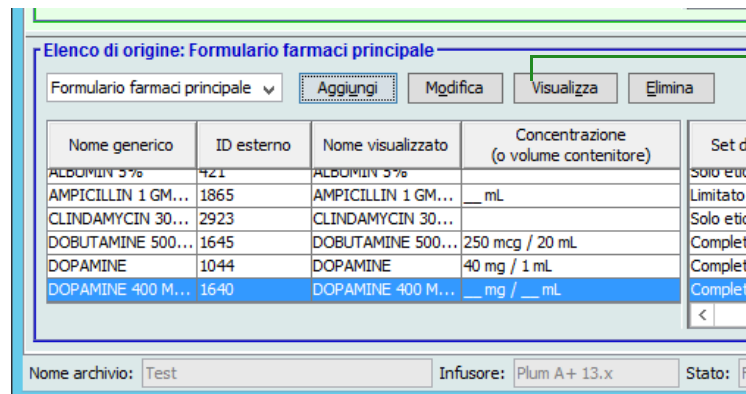 Elenco di origine: Formulario farmaci principale
Formulario farmaci principale Aggiungi Modifica Visualizza Elimina
Nome generico ID esterno Nome visualizzato Concentrazione (o volume contenitore) Set d
ALBUMIN 5% 421 ALBUMIN 5% Solo etic
AMPICILLIN 1 GM... 1865 AMPICILLIN 1 GM... __ mL Limitato
CLINDAMYCIN 30... 2923 CLINDAMYCIN 30... Solo etic
DOBUTAMINE 500... 1645 DOBUTAMINE 500... 250 mcg / 20 mL Complet
DOPAMINE 1044 DOPAMINE 40 mg / 1 mL Complet
DOPAMINE 400 M... 1640 DOPAMINE 400 M... __ mg / __ mL Complet
Nome archivio: Test Infusore: Plum A+ 13.x Stato: